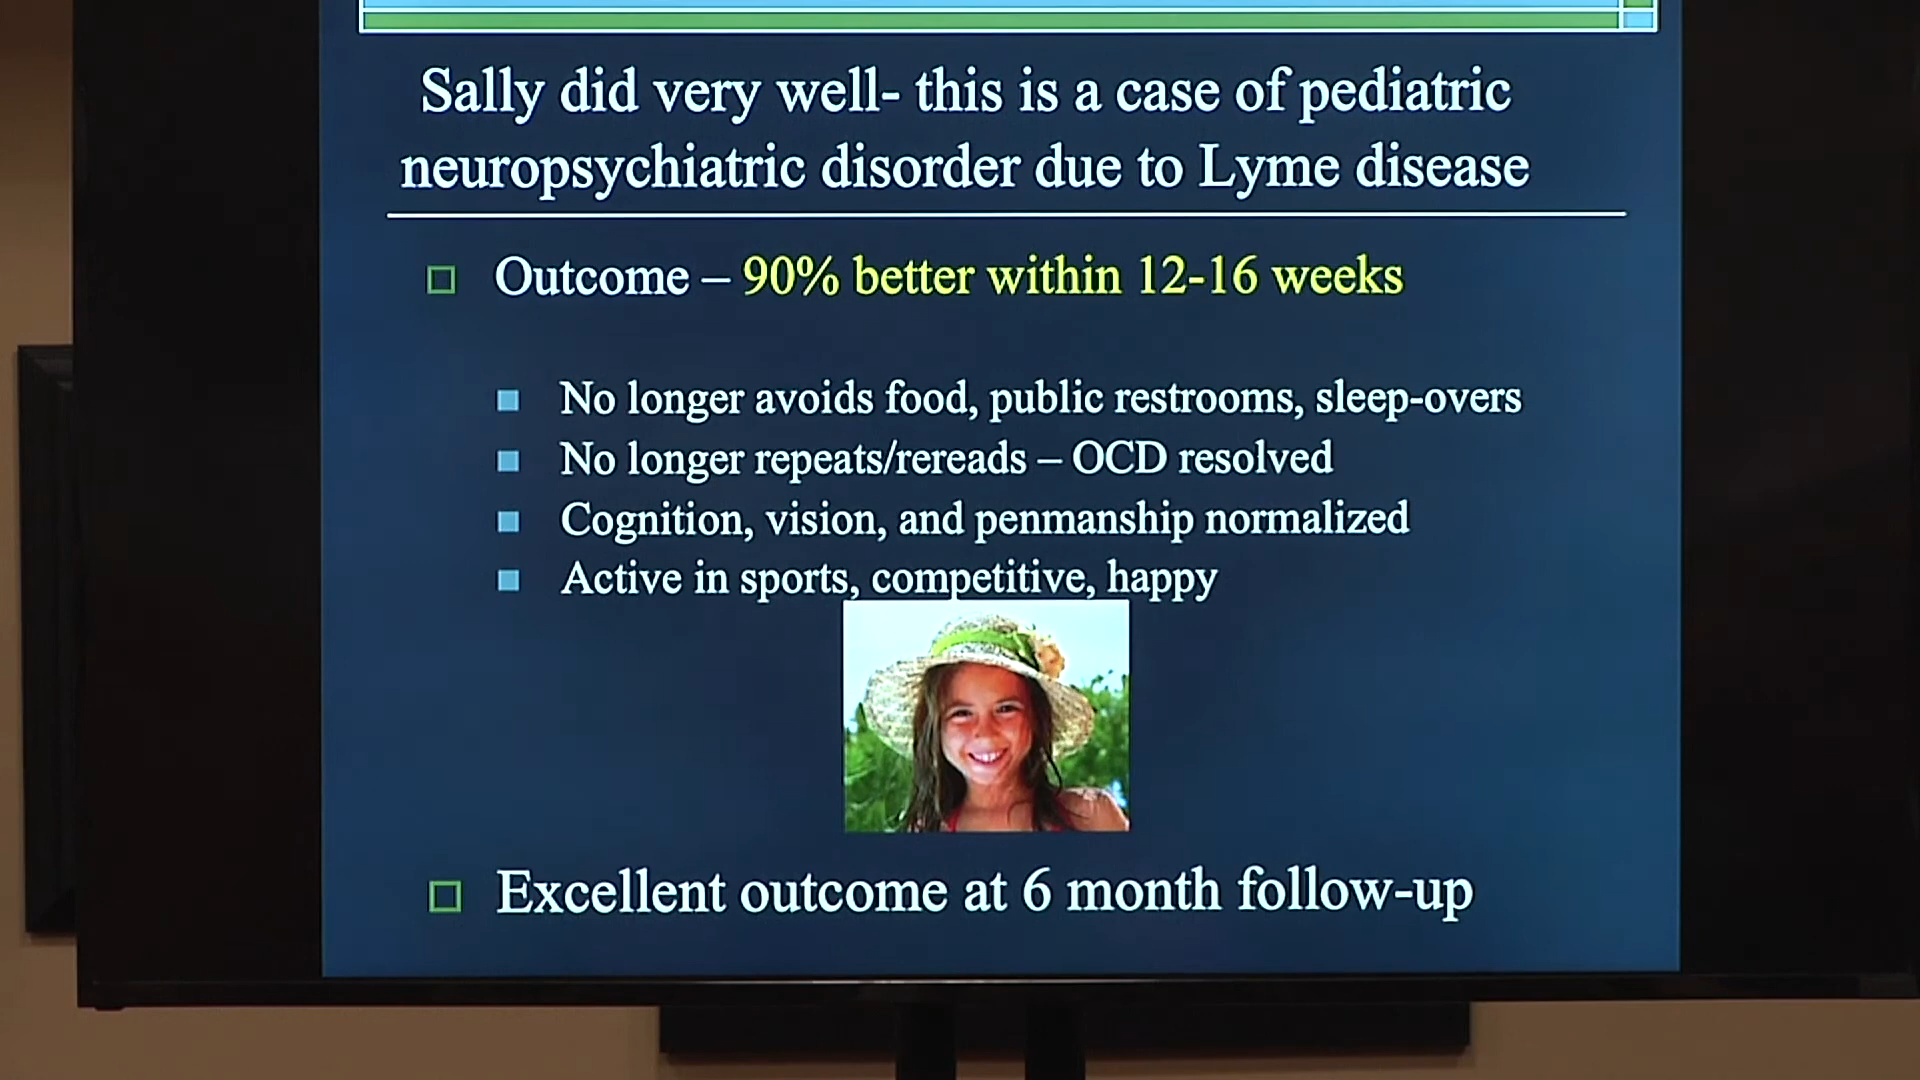 Sally did very well- this is a case of pediatric
neuropsychiatric disorder due to Lyme disease
Outcome – 90% better within 12-16 weeks
No longer avoids food, public restrooms, sleep-overs
No longer repeats/rereads – OCD resolved
Cognition, vision, and penmanship normalized
Active in sports, competitive, happy
Excellent outcome at 6 month follow-up